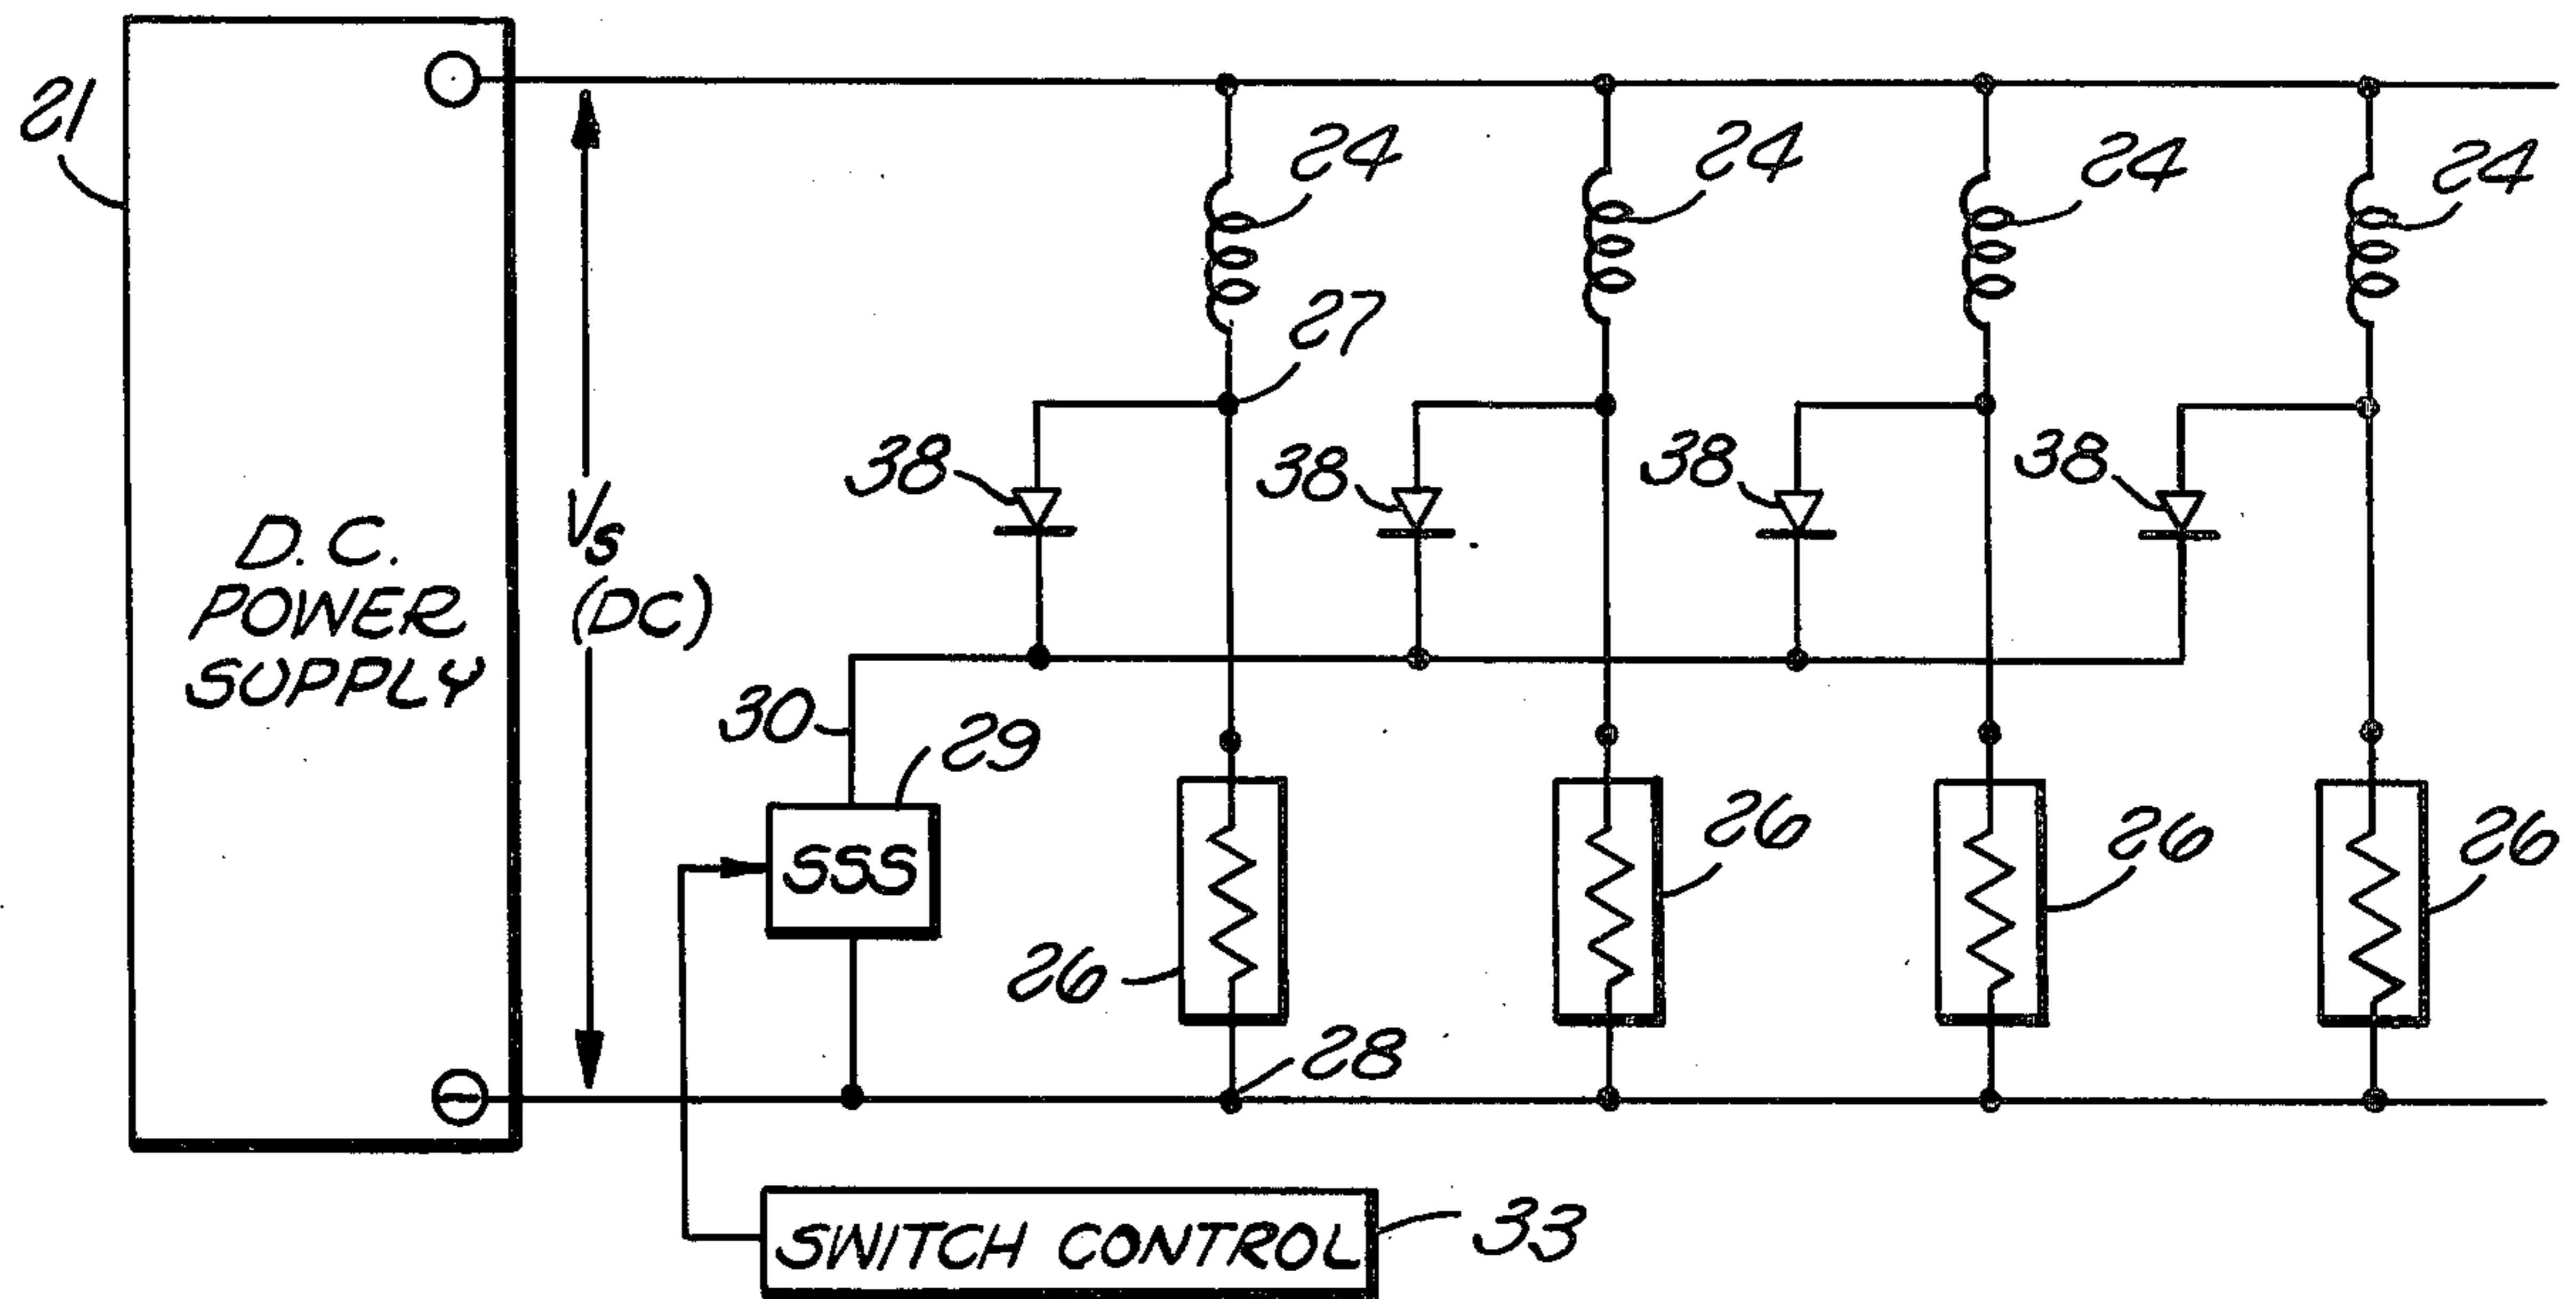 21
24
24
24
24
27
38
38
38
38
D.C.
POWER
SUPPLY
Vs
(DC)
30
29
SSS
26
26
26
26
28
SWITCH CONTROL
33